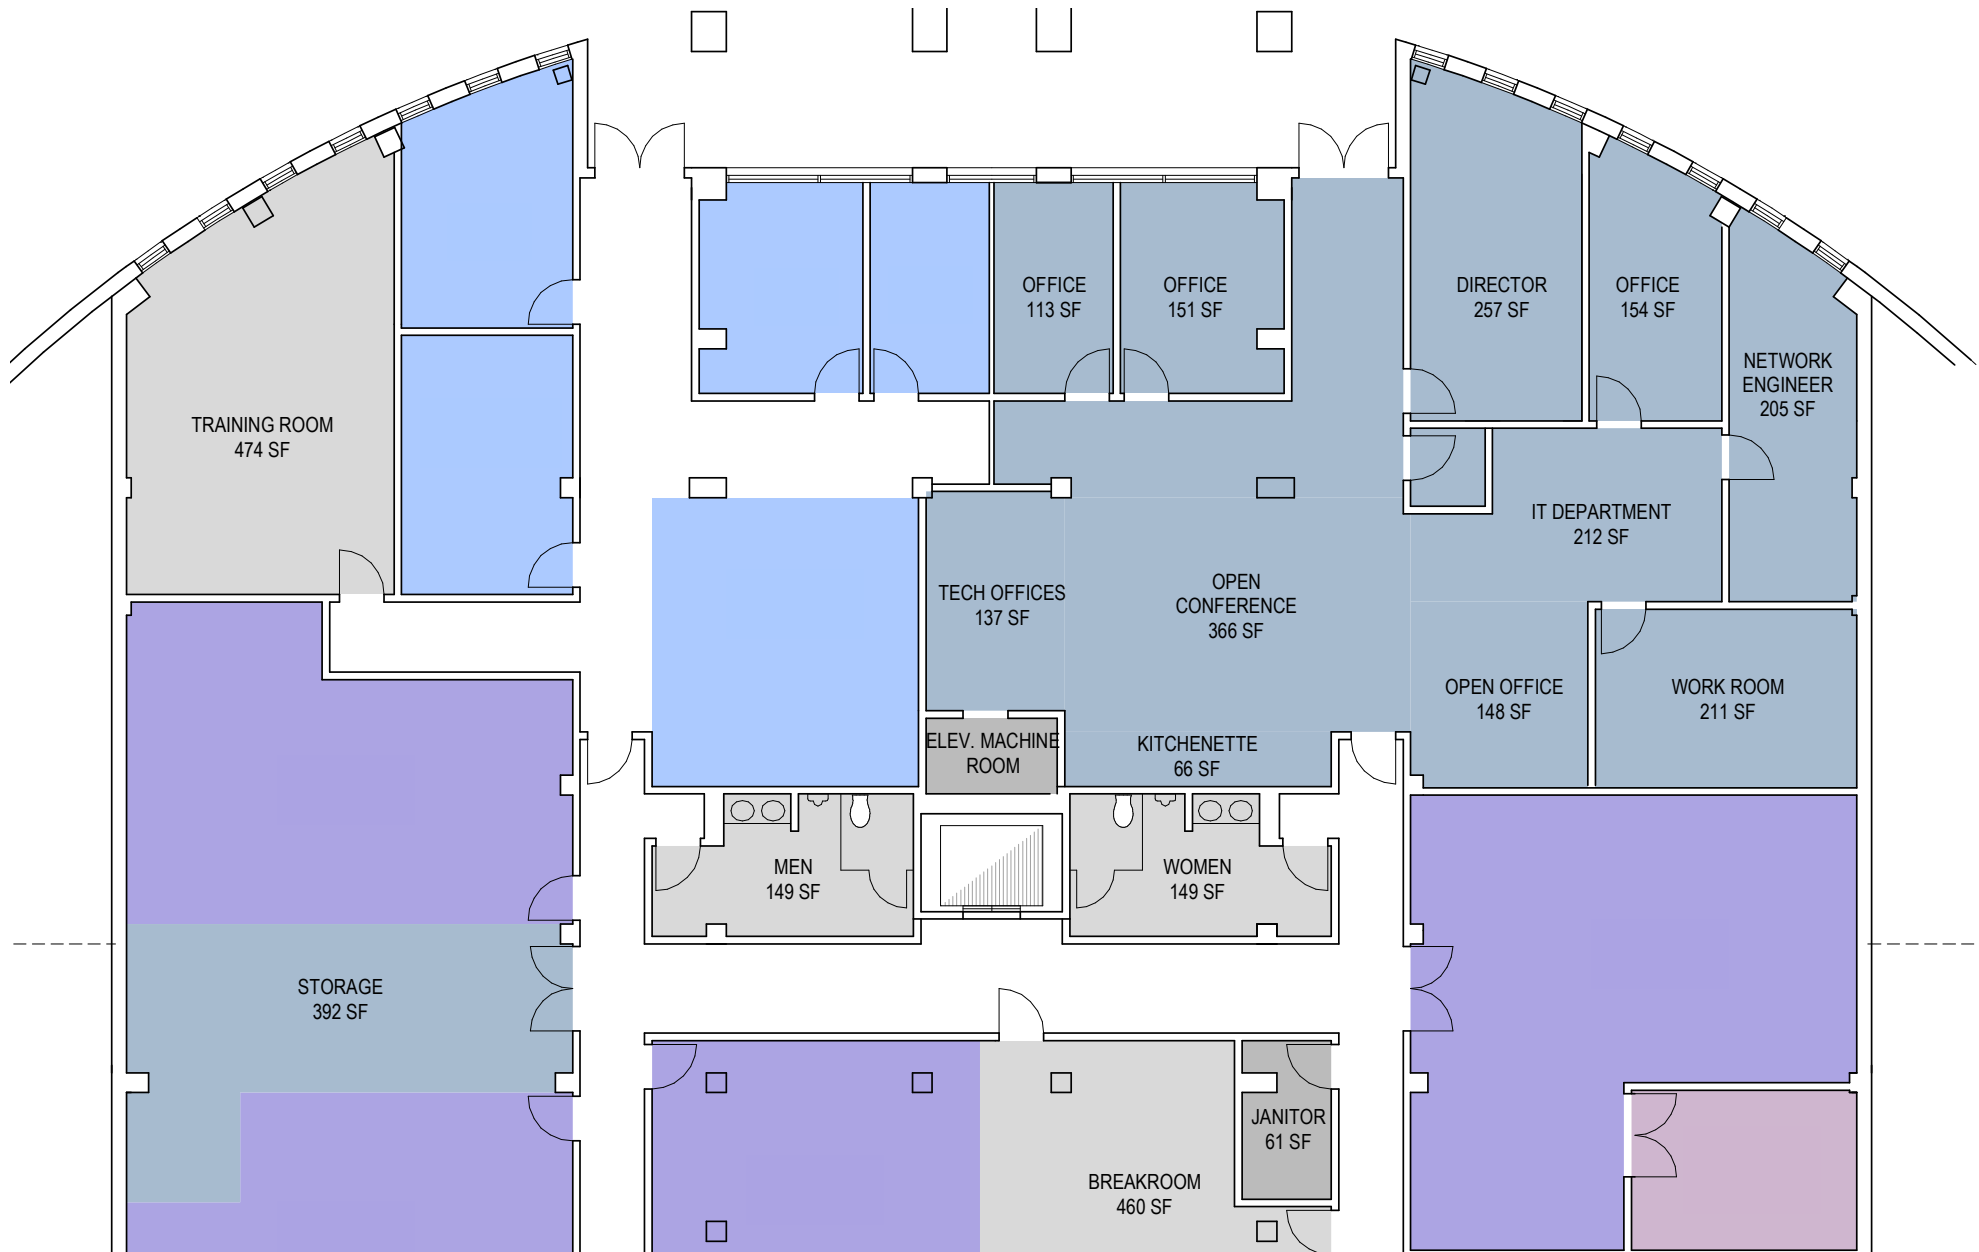 OFFICE
113 SF
OFFICE
151 SF
DIRECTOR
257 SF
OFFICE
154 SF
NETWORK
ENGINEER
205 SF
TRAINING ROOM
474 SF
IT DEPARTMENT
212 SF
TECH OFFICES
137 SF
OPEN
CONFERENCE
366 SF
OPEN OFFICE
148 SF
WORK ROOM
211 SF
ELEV. MACHINE
ROOM
KITCHENETTE
66 SF
MEN
149 SF
WOMEN
149 SF
STORAGE
392 SF
JANITOR
61 SF
BREAKROOM
460 SF